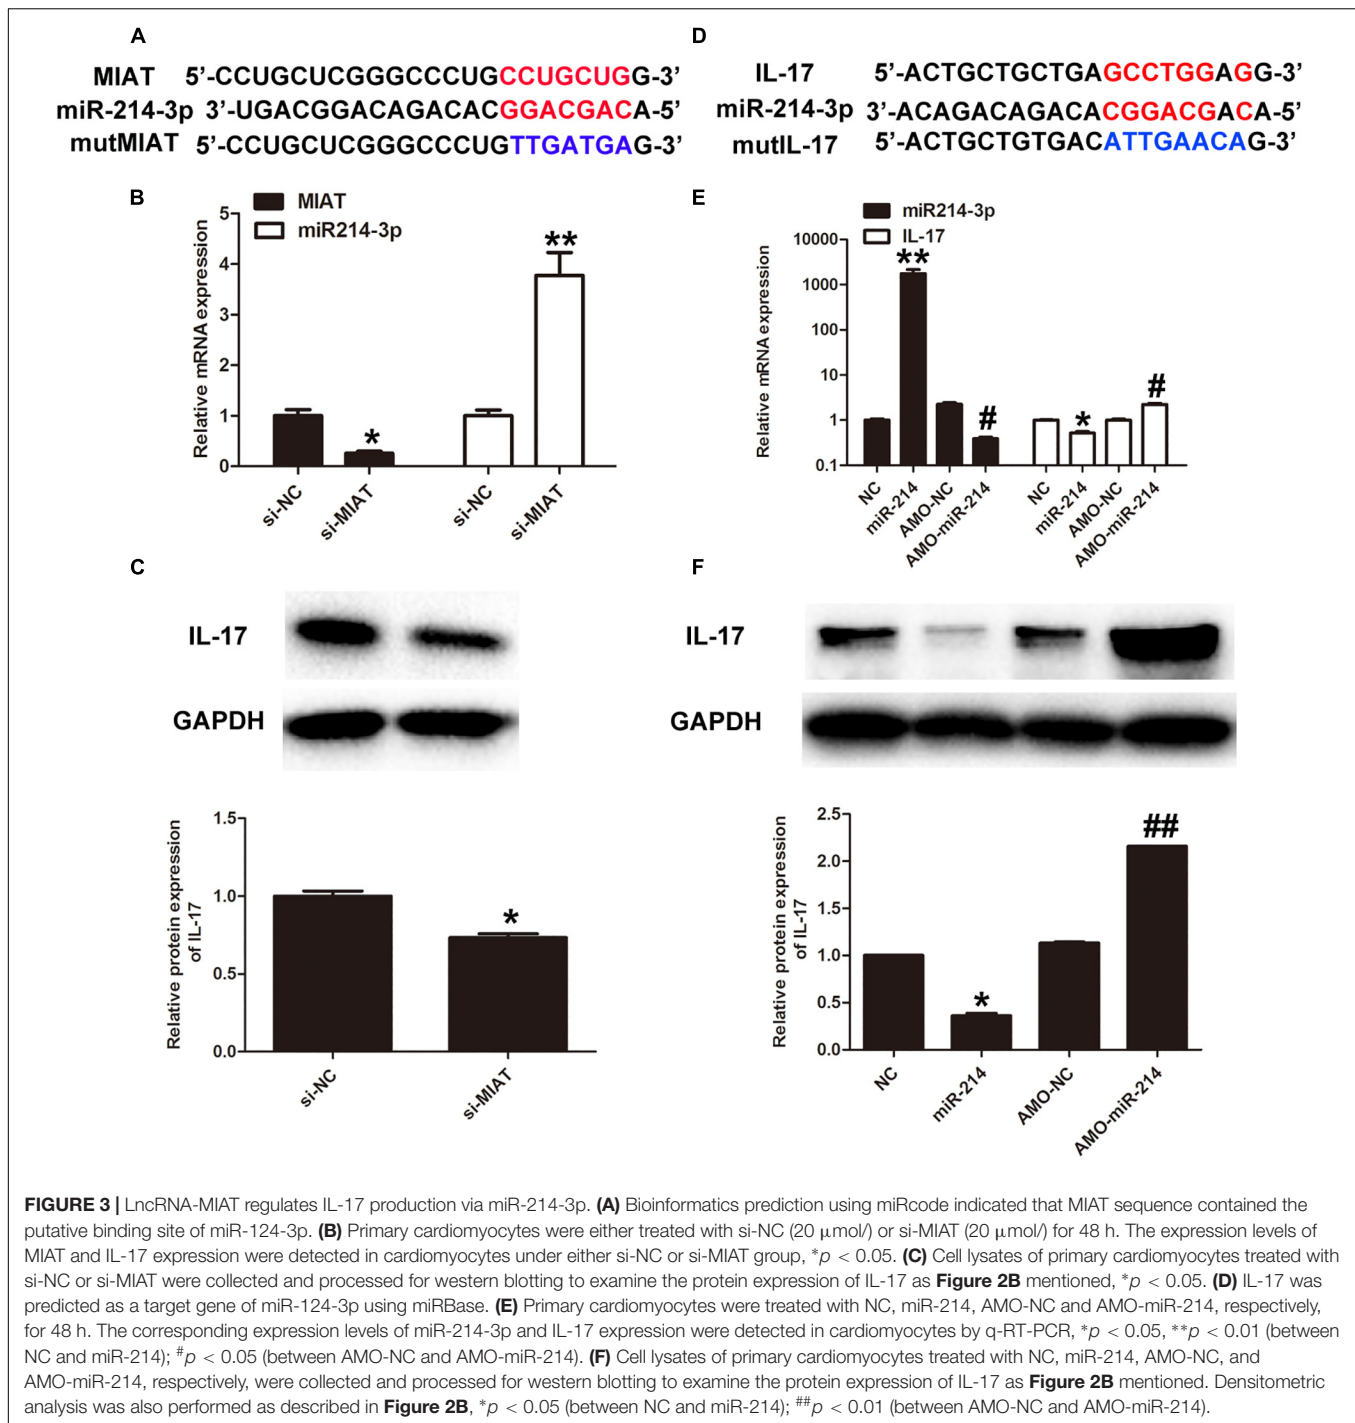 A
MIAT 5'-CCUGCUCGGGCCCUGCCUGCUGG-3'
miR-214-3p 3'-UGACGGACAGACACGGACGACA-5'
mutMIAT 5'-CCUGCUCGGGCCCUGTTGATGAG-3'
B
MIAT
miR214-3p
Relative mRNA expression
5
4
3
2
1
0
**
*
si-NC
si-MIAT
si-NC
si-MIAT
C
IL-17
GAPDH
Relative protein expression
of IL-17
1.5
1.0
0.5
0.0
*
si-NC
si-MIAT
D
IL-17 5'-ACTGCTGCTGAGCCTGGAGG-3'
miR-214-3p 3'-ACAGACAGACACGGACGACA-5'
mutIL-17 5'-ACTGCTGTGACATTGAACAG-3'
E
miR214-3p
IL-17
Relative mRNA expression
10000
1000
100
10
1
0.1
**
#
*
#
NC
miR-214
AMO-NC
AMO-miR-214
NC
miR-214
AMO-NC
AMO-miR-214
F
IL-17
GAPDH
Relative protein expression
of IL-17
2.5
2.0
1.5
1.0
0.5
0.0
*
##
NC
miR-214
AMO-NC
AMO-miR-214
FIGURE 3 | LncRNA-MIAT regulates IL-17 production via miR-214-3p. (A) Bioinformatics prediction using miRcode indicated that MIAT sequence contained the
putative binding site of miR-124-3p. (B) Primary cardiomyocytes were either treated with si-NC (20 μmol/) or si-MIAT (20 μmol/) for 48 h. The expression levels of
MIAT and IL-17 expression were detected in cardiomyocytes under either si-NC or si-MIAT group, *p < 0.05. (C) Cell lysates of primary cardiomyocytes treated with
si-NC or si-MIAT were collected and processed for western blotting to examine the protein expression of IL-17 as Figure 2B mentioned, *p < 0.05. (D) IL-17 was
predicted as a target gene of miR-124-3p using miRBase. (E) Primary cardiomyocytes were treated with NC, miR-214, AMO-NC and AMO-miR-214, respectively,
for 48 h. The corresponding expression levels of miR-214-3p and IL-17 expression were detected in cardiomyocytes by q-RT-PCR, *p < 0.05, **p < 0.01 (between
NC and miR-214); #p < 0.05 (between AMO-NC and AMO-miR-214). (F) Cell lysates of primary cardiomyocytes treated with NC, miR-214, AMO-NC, and
AMO-miR-214, respectively, were collected and processed for western blotting to examine the protein expression of IL-17 as Figure 2B mentioned. Densitometric
analysis was also performed as described in Figure 2B, *p < 0.05 (between NC and miR-214); ##p < 0.01 (between AMO-NC and AMO-miR-214).